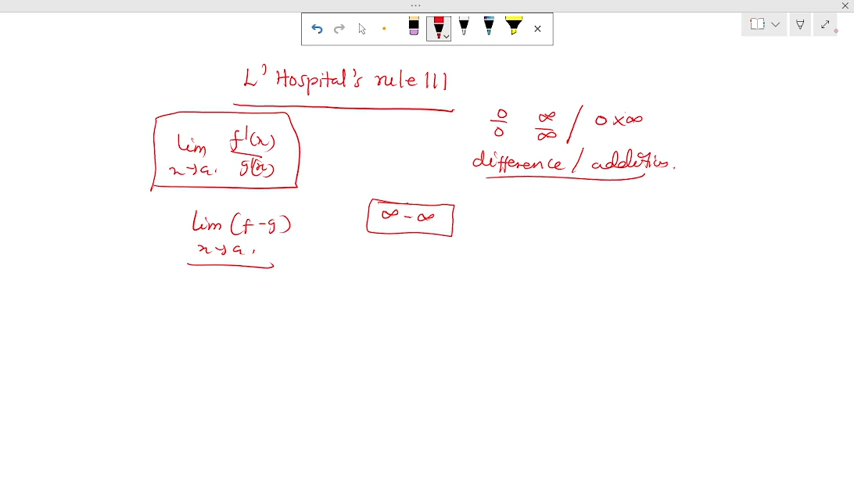 L' Hospital's rule III
lim f'(x)
x→a. g'(x)
0/0 ∞/∞ / 0×∞
difference / addition.
lim (f-g)
x→a.
∞ - ∞